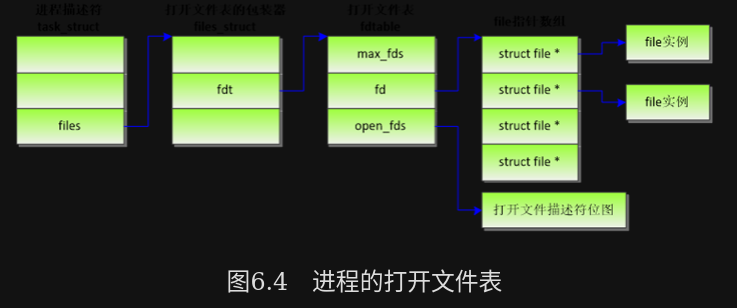 进程描述符
task_struct
打开文件表的包装器
files_struct
打开文件表
fdtable
file指针数组
files
fdt
max_fds
fd
open_fds
struct file *
struct file *
struct file *
struct file *
file实例
file实例
打开文件描述符位图
图6.4 进程的打开文件表